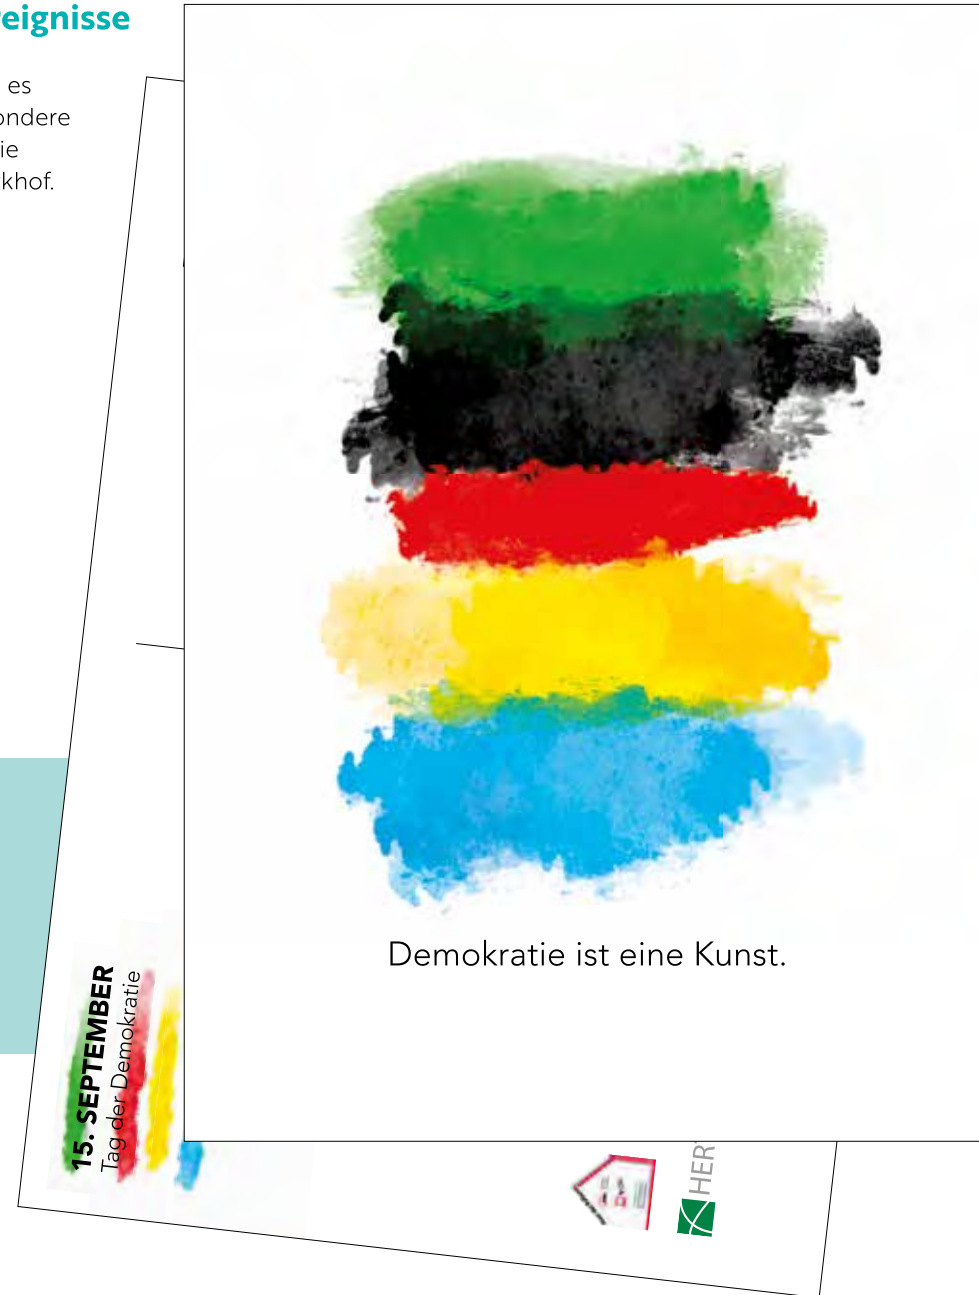 eignisse
es
ondere
ie
khof.
Demokratie ist eine Kunst.
15. SEPTEMBER
Tag der Demokratie
HER